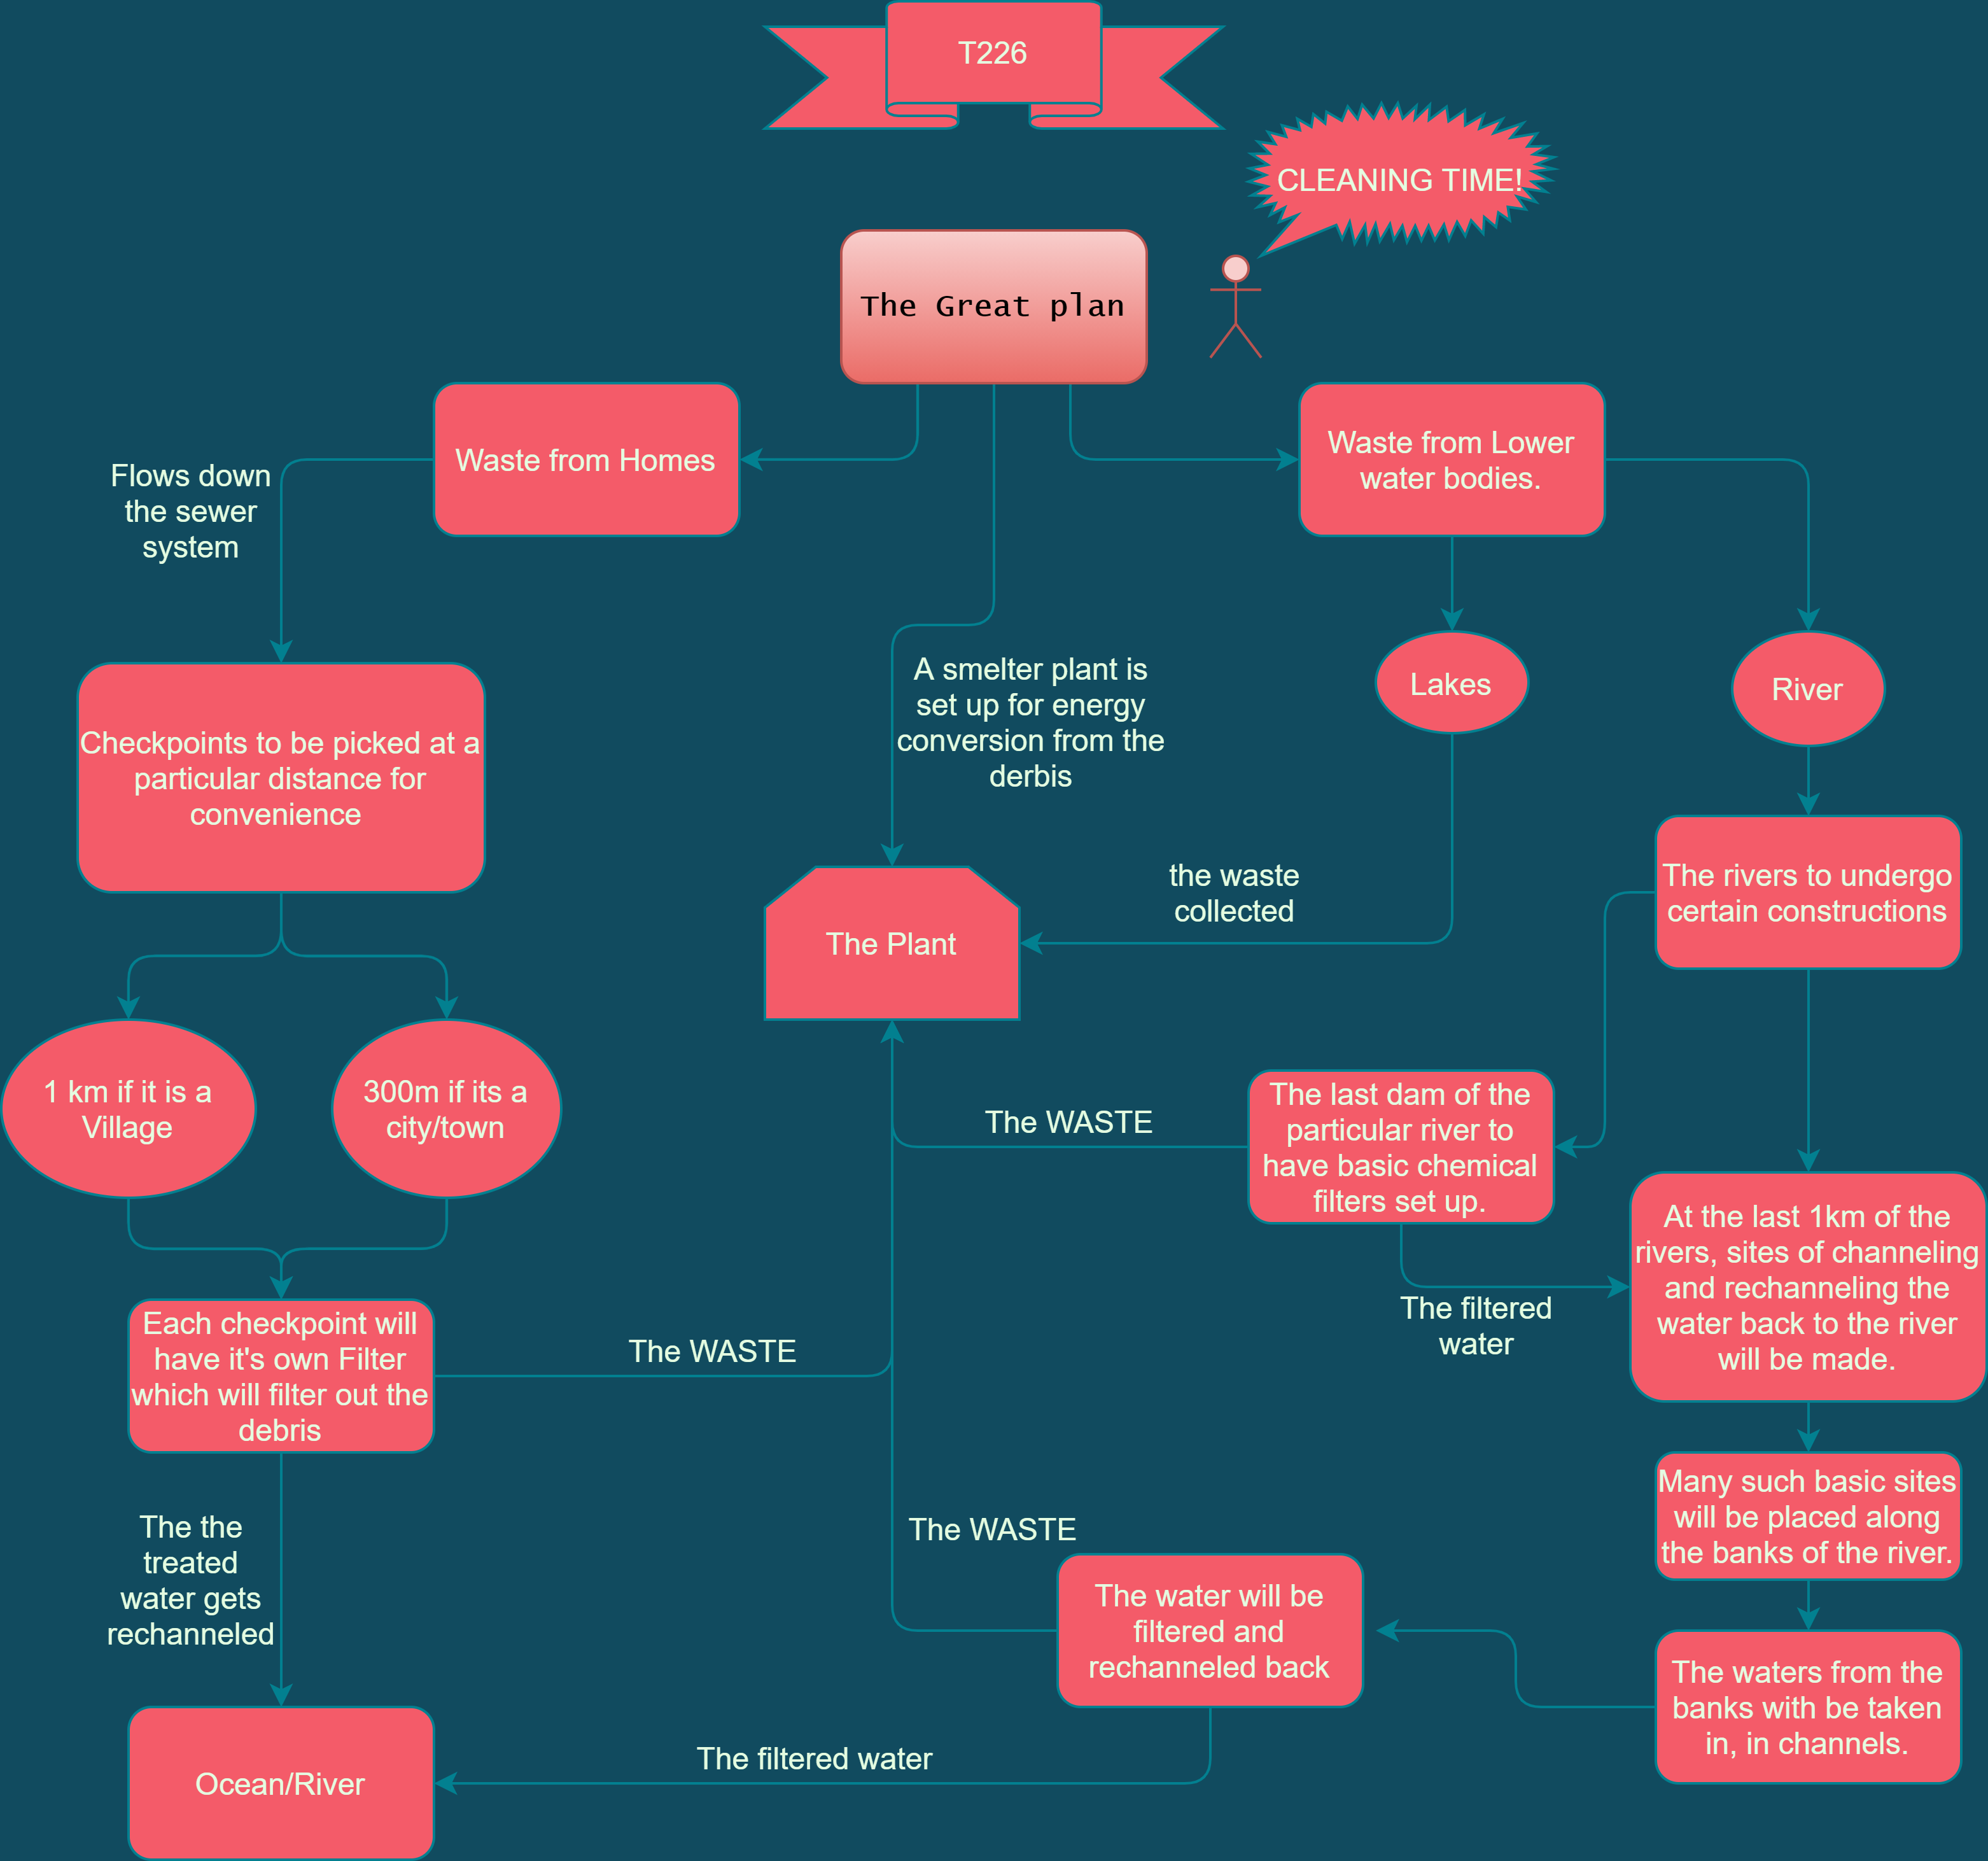 T226
CLEANING TIME!
The Great plan
Waste from Homes
Waste from Lower
water bodies.
Flows down
the sewer
system
A smelter plant is
set up for energy
conversion from the
derbis
Lakes
River
Checkpoints to be picked at a
particular distance for
convenience
the waste
collected
The rivers to undergo
certain constructions
The Plant
1 km if it is a
Village
300m if its a
city/town
The WASTE
The last dam of the
particular river to
have basic chemical
filters set up.
At the last 1km of the
rivers, sites of channeling
and rechanneling the
water back to the river
will be made.
The filtered
water
Each checkpoint will
have it's own Filter
which will filter out the
debris
The WASTE
Many such basic sites
will be placed along
the banks of the river.
The the
treated
water gets
rechanneled
The WASTE
The water will be
filtered and
rechanneled back
The waters from the
banks with be taken
in, in channels.
The filtered water
Ocean/River